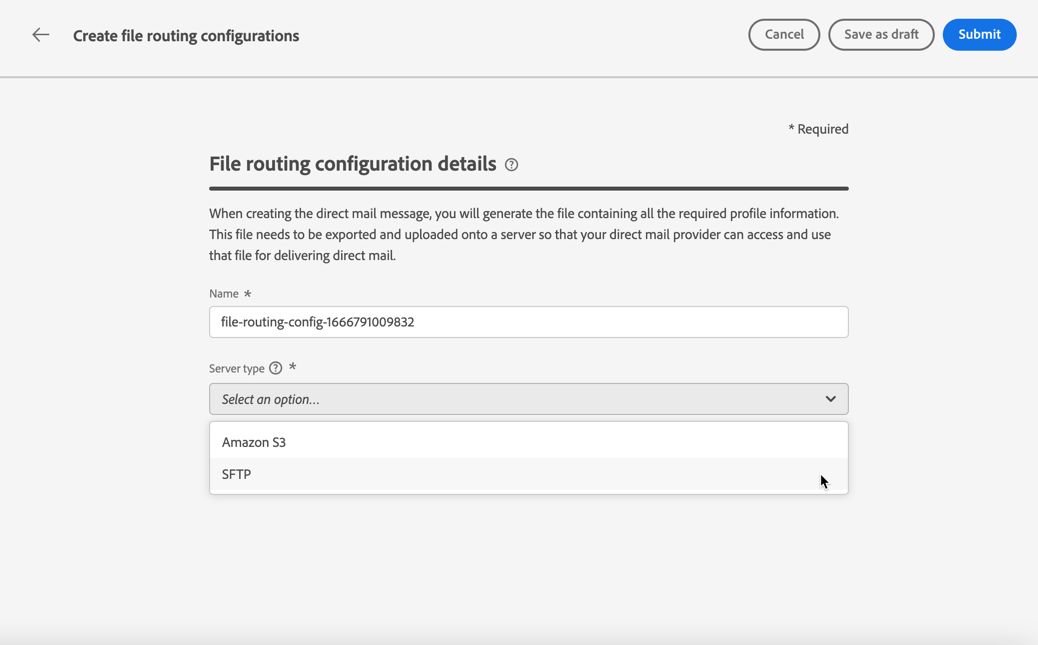 Create file routing configurations
Cancel
Save as draft
Submit
* Required
File routing configuration details
When creating the direct mail message, you will generate the file containing all the required profile information.
This file needs to be exported and uploaded onto a server so that your direct mail provider can access and use
that file for delivering direct mail.
Name *
file-routing-config-1666791009832
Server type ? *
Select an option...
Amazon S3
SFTP